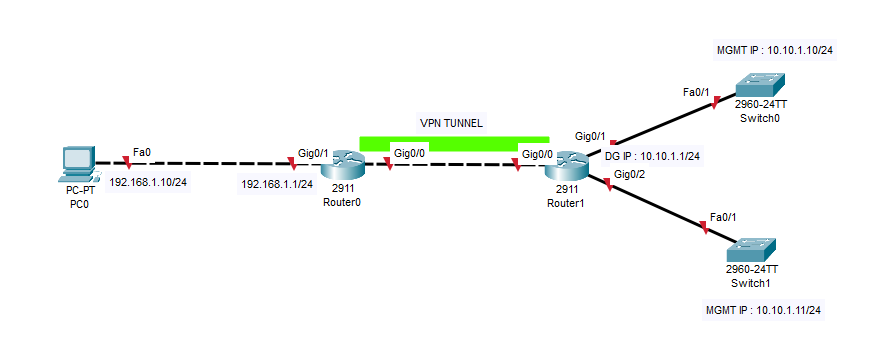 MGMT IP : 10.10.1.10/24
Fa0/1
2960-24TT
Switch0
VPN TUNNEL
Gig0/1
Fa0
Gig0/1
Gig0/0
Gig0/0
DG IP : 10.10.1.1/24
PC-PT
PC0
192.168.1.10/24
192.168.1.1/24
2911
Router0
2911
Router1
Gig0/2
Fa0/1
2960-24TT
Switch1
MGMT IP : 10.10.1.11/24